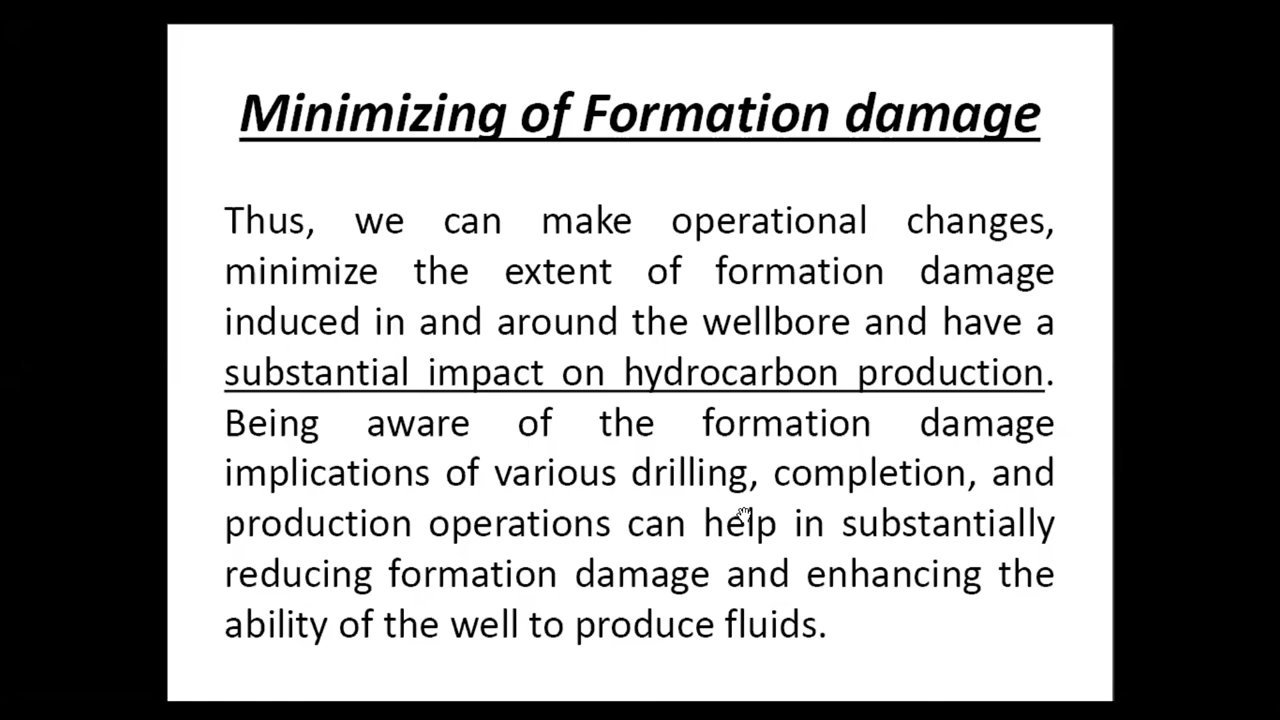 Minimizing of Formation damage
Thus, we can make operational changes,
minimize the extent of formation damage
induced in and around the wellbore and have a
substantial impact on hydrocarbon production.
Being aware of the formation damage
implications of various drilling, completion, and
production operations can help in substantially
reducing formation damage and enhancing the
ability of the well to produce fluids.